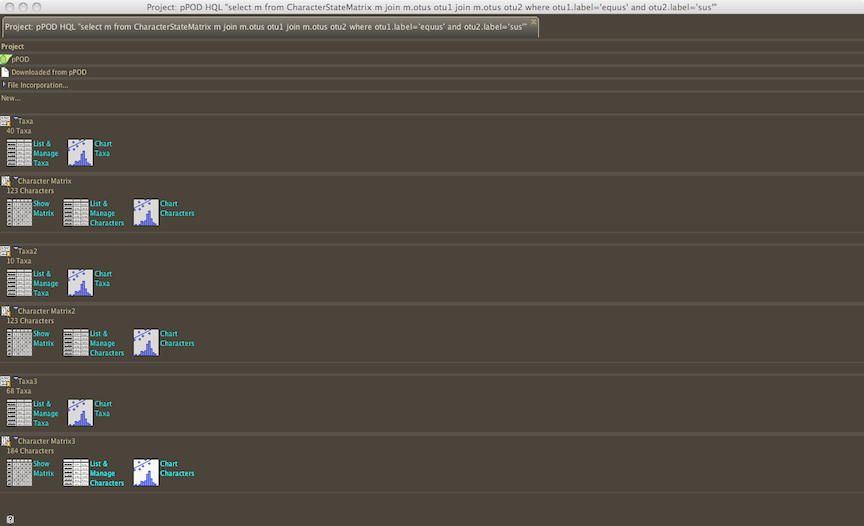 Project: pPOD HQL "select m from CharacterStateMatrix m join m.otus otu1 join m.otus otu2 where otu1.label='equus' and otu2.label='sus'"
Project: pPOD HQL "select m from CharacterStateMatrix m join m.otus otu1 join m.otus otu2 where otu1.label='equus' and otu2.label='sus'"
Project
pPOD
Downloaded from pPOD
File Incorporation...
New...
Taxa
40 Taxa
List & Manage Taxa
Chart Taxa
Character Matrix
123 Characters
Show Matrix
List & Manage Characters
Chart Characters
Taxa2
10 Taxa
List & Manage Taxa
Chart Taxa
Character Matrix2
123 Characters
Show Matrix
List & Manage Characters
Chart Characters
Taxa3
68 Taxa
List & Manage Taxa
Chart Taxa
Character Matrix3
184 Characters
Show Matrix
List & Manage Characters
Chart Characters
?